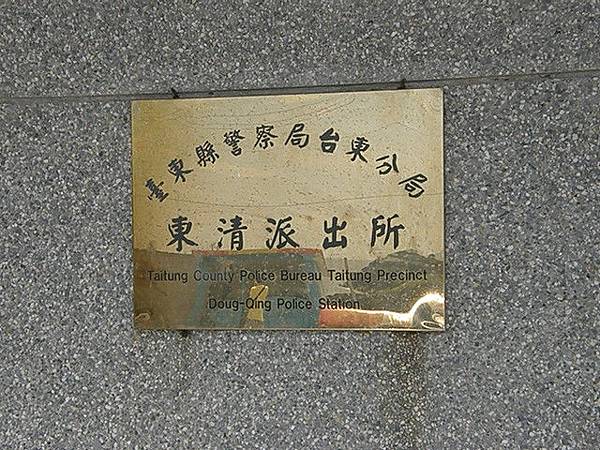 臺東縣警察局台東分局
東清派出所
Taitung County Police Bureau Taitung Precinct
Doug-Qing Police Station